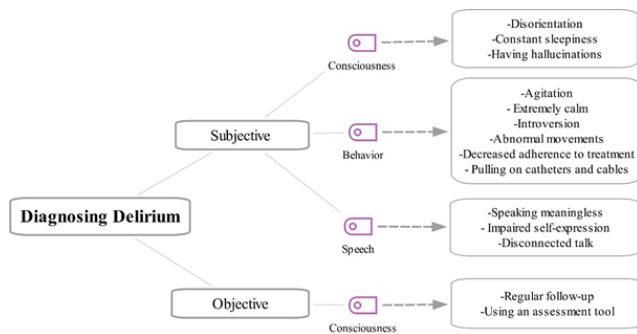 -Disorientation
-Constant sleepiness
-Having hallucinations
Consciousness
-Agitation
- Extremely calm
-Introversion
-Abnormal movements
-Decreased adherence to treatment
- Pulling on catheters and cables
Subjective
Behavior
Diagnosing Delirium
-Speaking meaningless
- Impaired self-expression
-Disconnected talk
Speech
Objective
-Regular follow-up
-Using an assessment tool
Consciousness